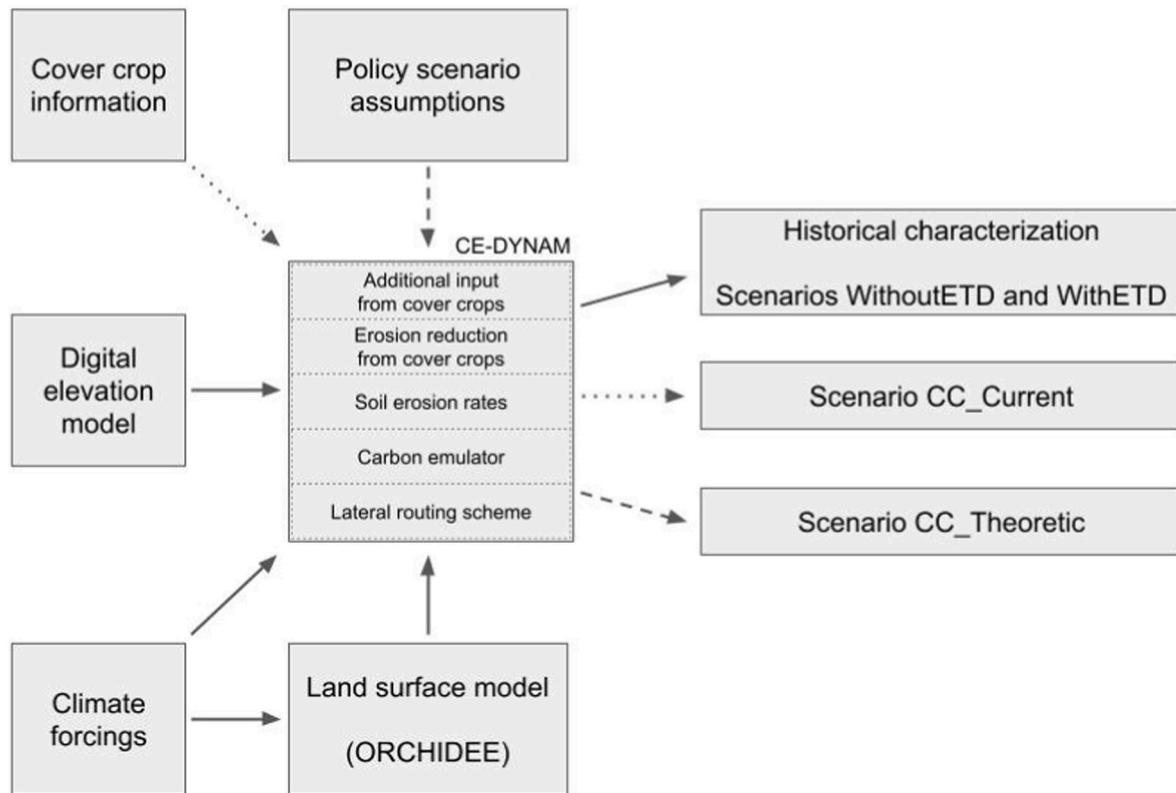 Cover crop
information
Policy scenario
assumptions
CE-DYNAM
Additional input
from cover crops
Erosion reduction
from cover crops
Soil erosion rates
Carbon emulator
Lateral routing scheme
Digital
elevation
model
Historical characterization
Scenarios WithoutETD and WithETD
Scenario CC_Current
Scenario CC_Theoretic
Climate
forcings
Land surface model
(ORCHIDEE)